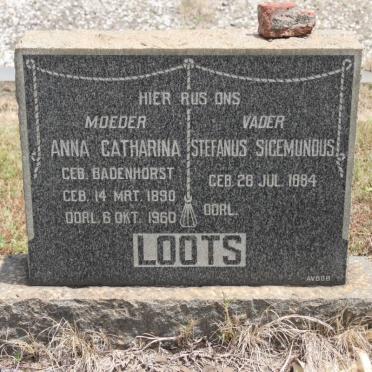 HIER RUS ONS
MOEDER
ANNA CATHARINA
GEB. BADENHORST
GEB. 14 MRT. 1890
OORL. 6 OKT. 1960
VADER
STEFANUS SIGEMUNDUS
GEB. 28 JUL. 1884
OORL.
LOOTS
AVBOB